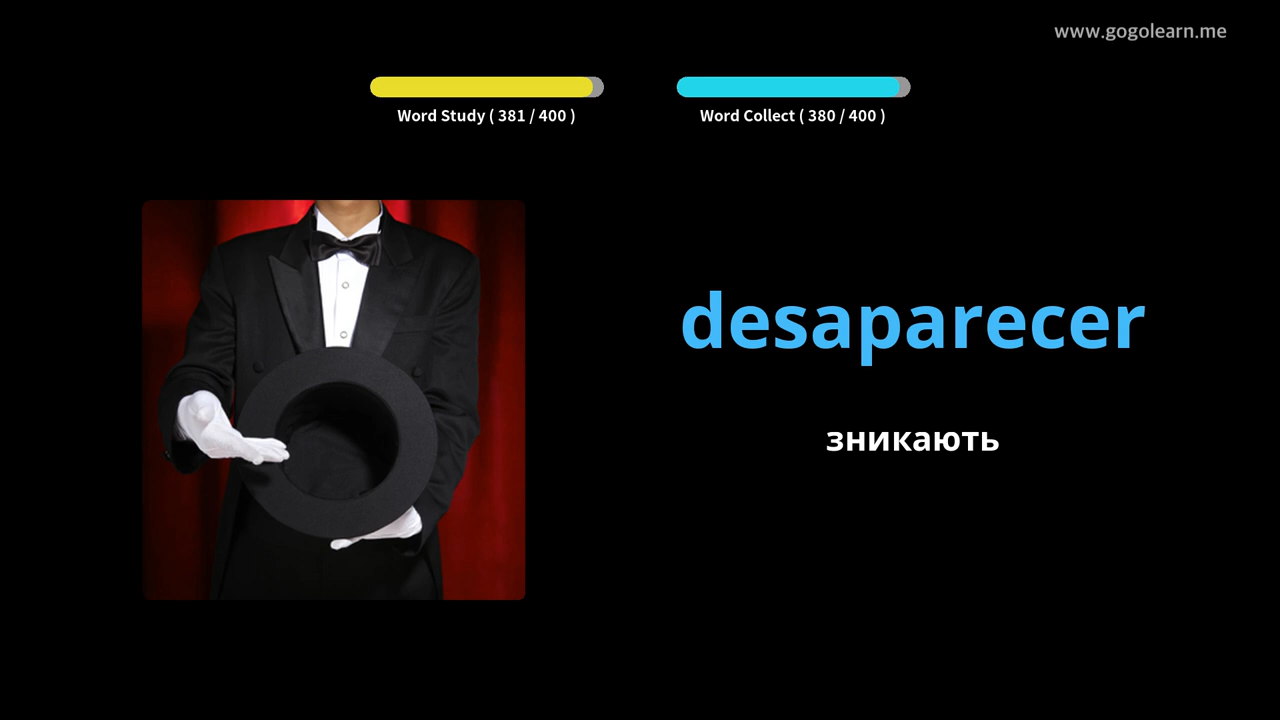 www.gogolearn.me
Word Study ( 381 / 400 )
Word Collect ( 380 / 400 )
desaparecer
зникають